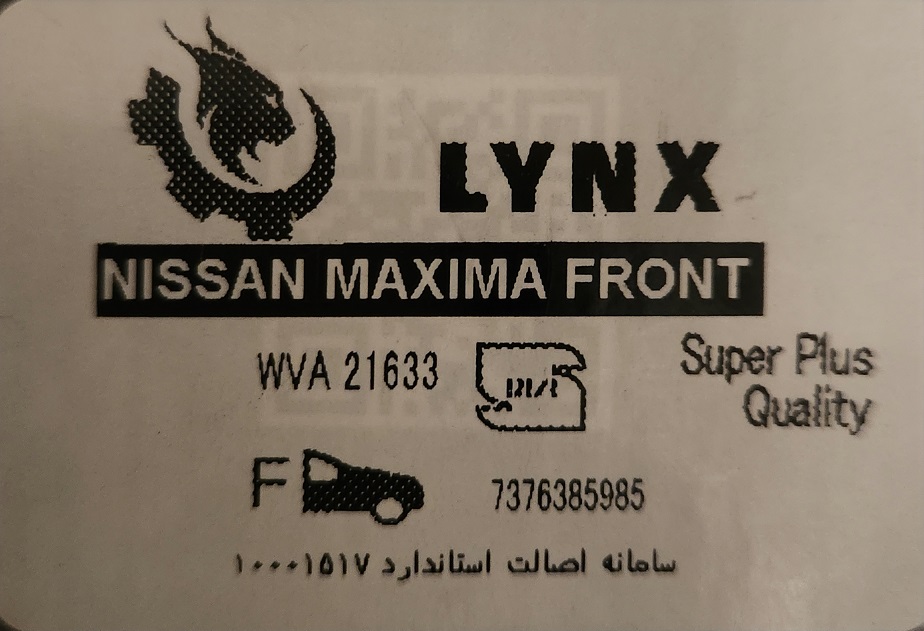 LYNX
NISSAN MAXIMA FRONT
WVA 21633
Super Plus
Quality
F
7376385985
سامانه اصالت استاندارد ۱۰۰۰۱۵۱۷